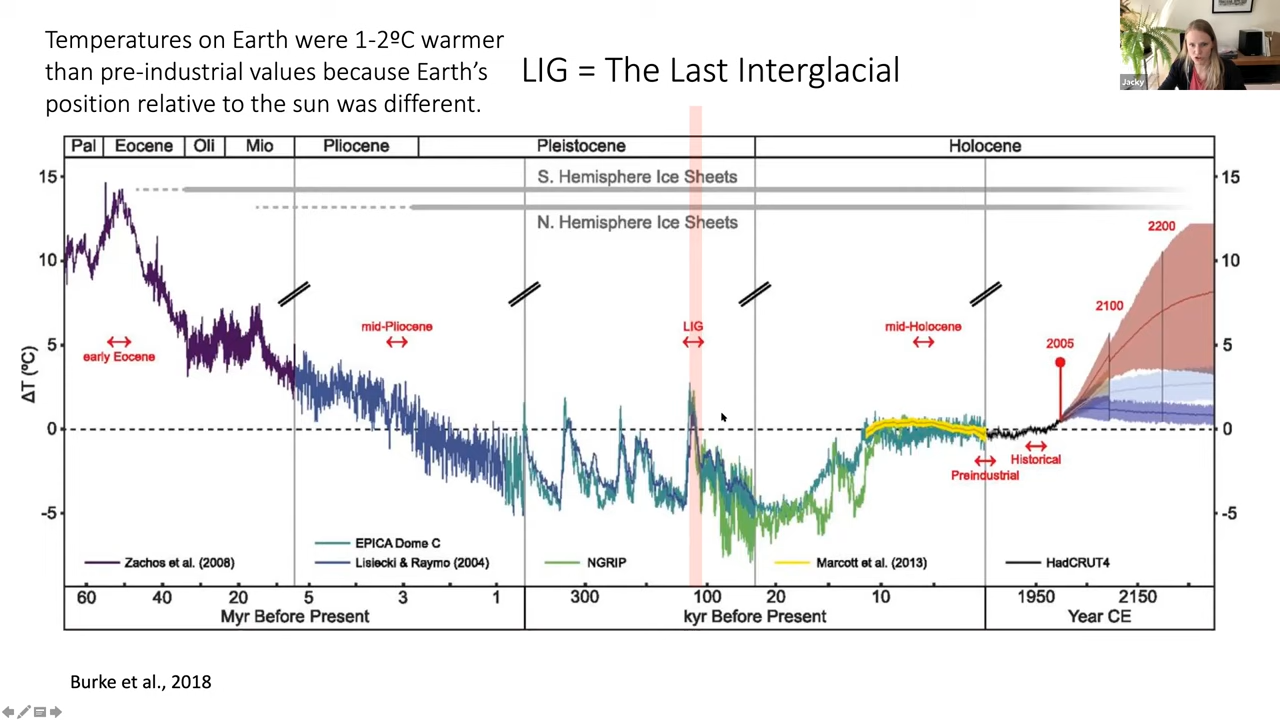 Temperatures on Earth were 1-2ºC warmer
than pre-industrial values because Earth's
position relative to the sun was different.
LIG = The Last Interglacial
Jacky
Pal Eocene Oli Mio Pliocene Pleistocene Holocene
15 S. Hemisphere Ice Sheets 15
N. Hemisphere Ice Sheets
2200
10 10
2100
mid-Pliocene LIG mid-Holocene
5 early Eocene 2005 5
ΔT (ºC)
0 0
Historical
Preindustrial
-5 -5
EPICA Dome C
Zachos et al. (2008) Lisiecki & Raymo (2004) NGRIP Marcott et al. (2013) HadCRUT4
60 40 20 5 3 1 300 100 20 10 1950 2150
Myr Before Present kyr Before Present Year CE
Burke et al., 2018